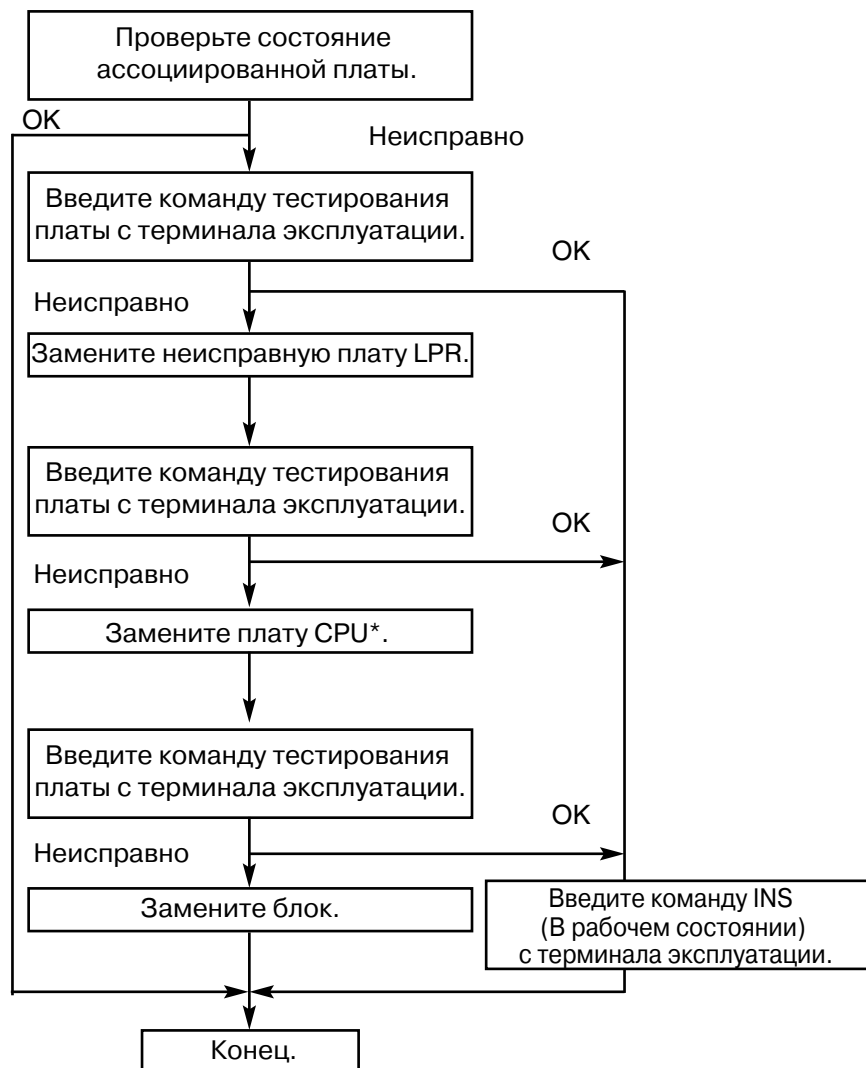 Проверьте состояние
ассоциированной платы.
OK
Неисправно
Введите команду тестирования
платы с терминала эксплуатации.
OK
Неисправно
Замените неисправную плату LPR.
Введите команду тестирования
платы с терминала эксплуатации.
OK
Неисправно
Замените плату CPU*.
Введите команду тестирования
платы с терминала эксплуатации.
OK
Неисправно
Замените блок.
Введите команду INS
(В рабочем состоянии)
с терминала эксплуатации.
Конец.